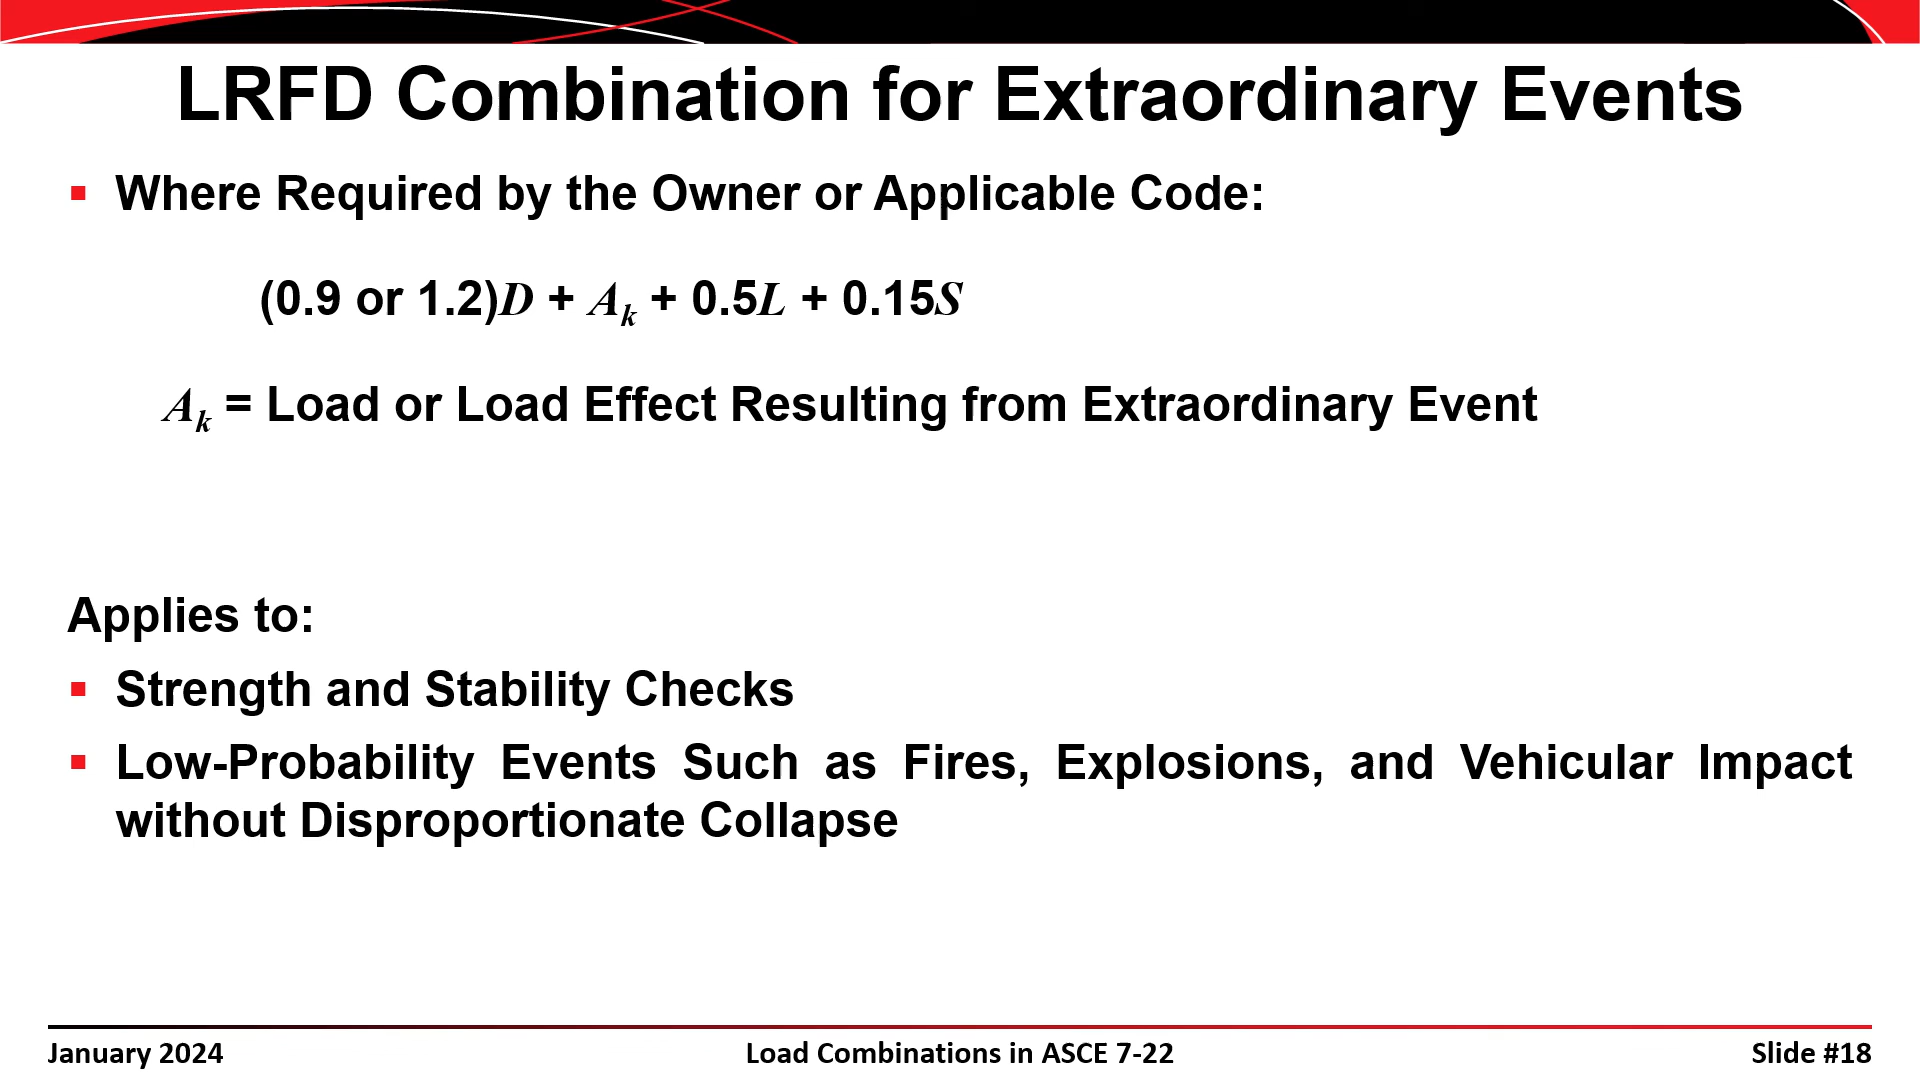 LRFD Combination for Extraordinary Events
▪ Where Required by the Owner or Applicable Code:
(0.9 or 1.2)D + Aₖ + 0.5L + 0.15S
Aₖ = Load or Load Effect Resulting from Extraordinary Event
Applies to:
▪ Strength and Stability Checks
▪ Low-Probability Events Such as Fires, Explosions, and Vehicular Impact
without Disproportionate Collapse
January 2024
Load Combinations in ASCE 7-22
Slide #18